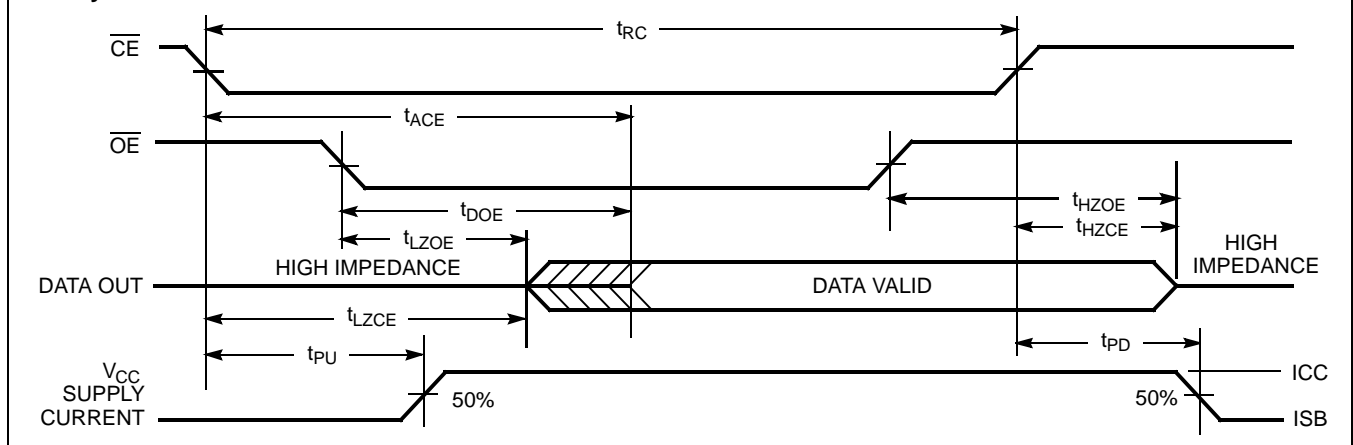 tRC
CE
tACE
OE
tDOE
tHZOE
tLZOE
tHZCE
HIGH IMPEDANCE
HIGH
IMPEDANCE
DATA OUT
DATA VALID
tLZCE
tPU
tPD
VCC
SUPPLY
CURRENT
50%
50%
ICC
ISB